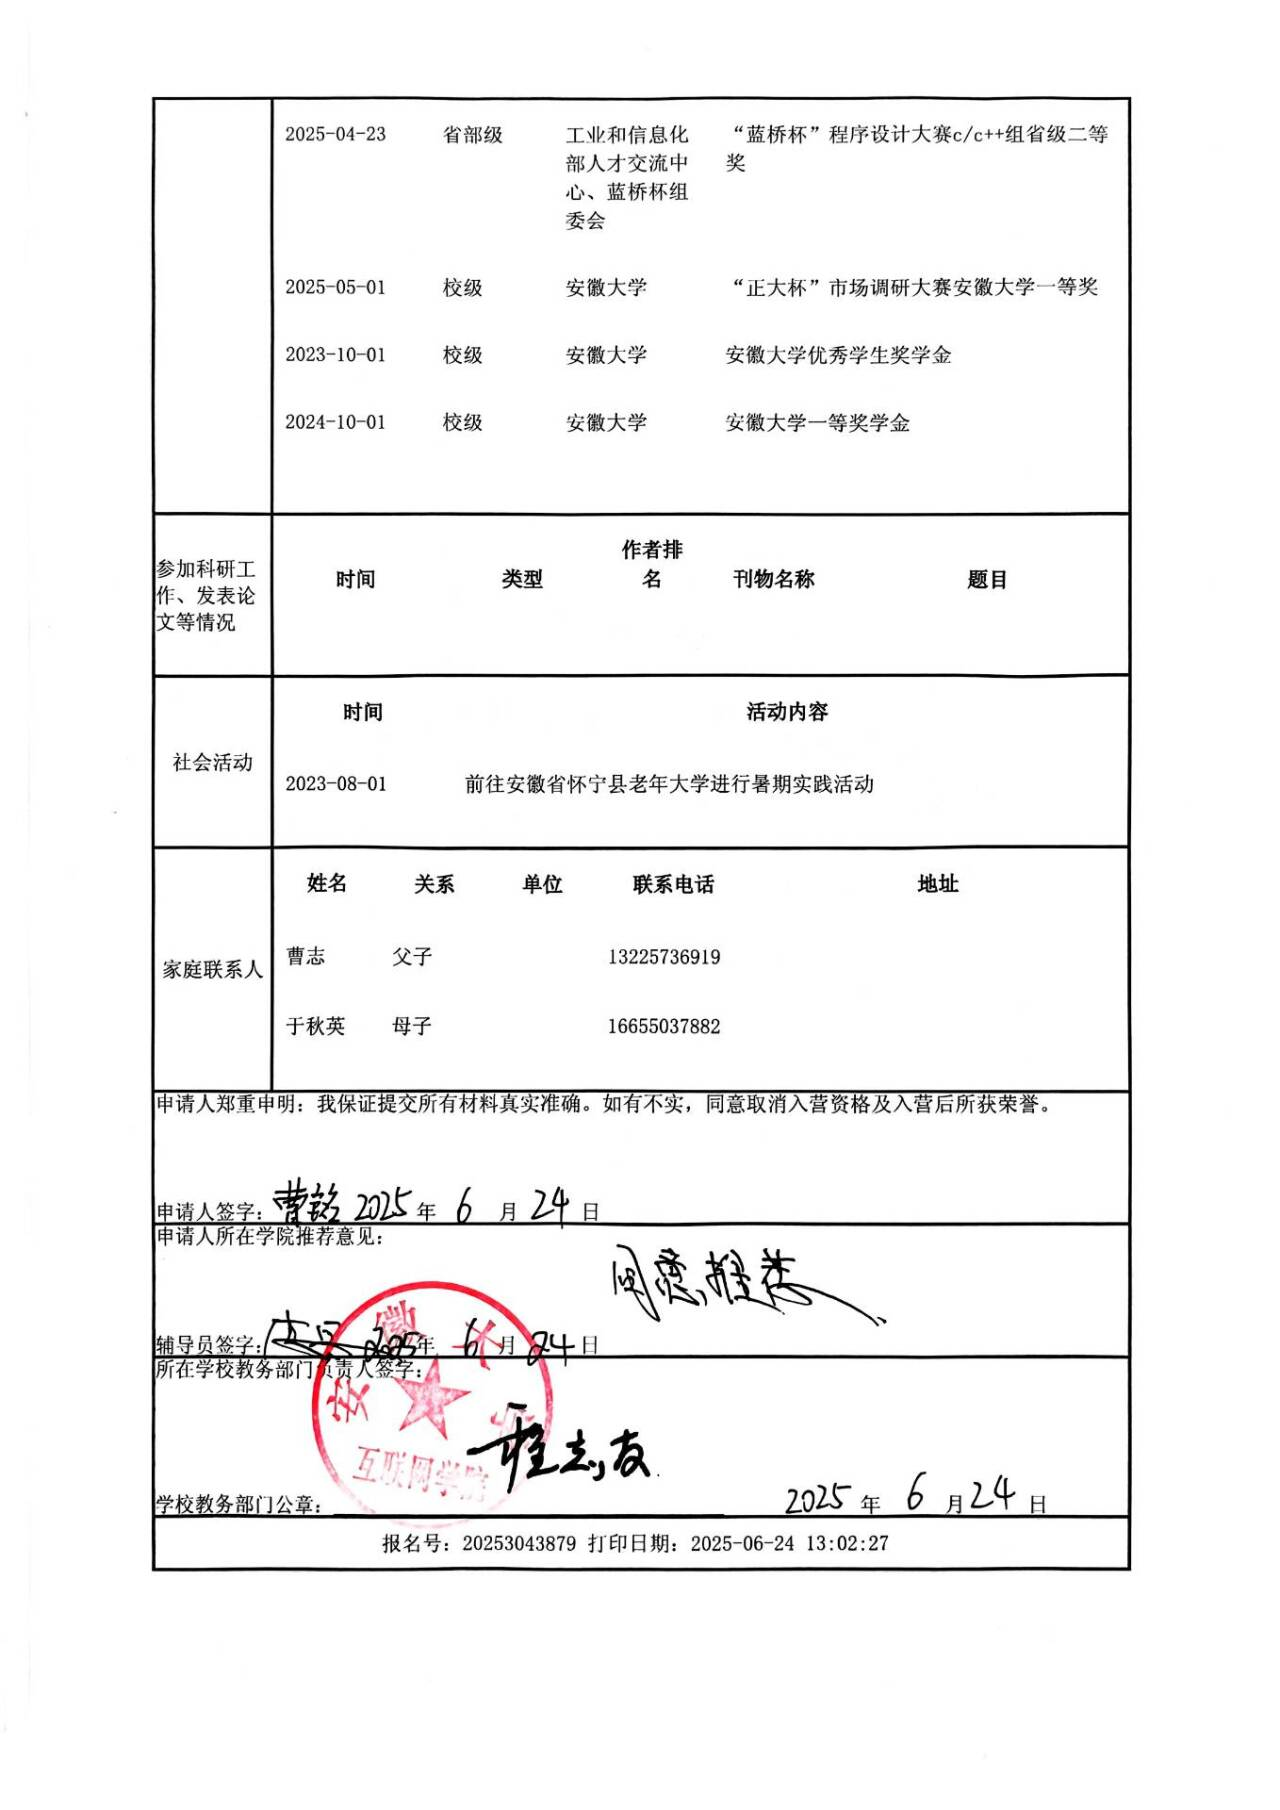 2025-04-23 省部级 工业和信息化 “蓝桥杯”程序设计大赛c/c++组省级二等
部人才交流中 奖
心、蓝桥杯组
委会
2025-05-01 校级 安徽大学 “正大杯”市场调研大赛安徽大学一等奖
2023-10-01 校级 安徽大学 安徽大学优秀学生奖学金
2024-10-01 校级 安徽大学 安徽大学一等奖学金
参加科研工
作、发表论
文等情况
时间 类型 作者排
名 刊物名称 题目
社会活动
时间 活动内容
2023-08-01 前往安徽省怀宁县老年大学进行暑期实践活动
家庭联系人
姓名 关系 单位 联系电话 地址
曹志 父子 13225736919
于秋英 母子 16655037882
申请人郑重申明：我保证提交所有材料真实准确。如有不实，同意取消入营资格及入营后所获荣誉。
申请人签字：曹铭 2025 年 6 月 24 日
申请人所在学院推荐意见：
同意推荐
辅导员签字： 2025 年 6 月 24 日
所在学校教务部门负责人签字：
程志友
安徽大学
互联网学院
学校教务部门公章： 2025 年 6 月 24 日
报名号：20253043879 打印日期：2025-06-24 13:02:27